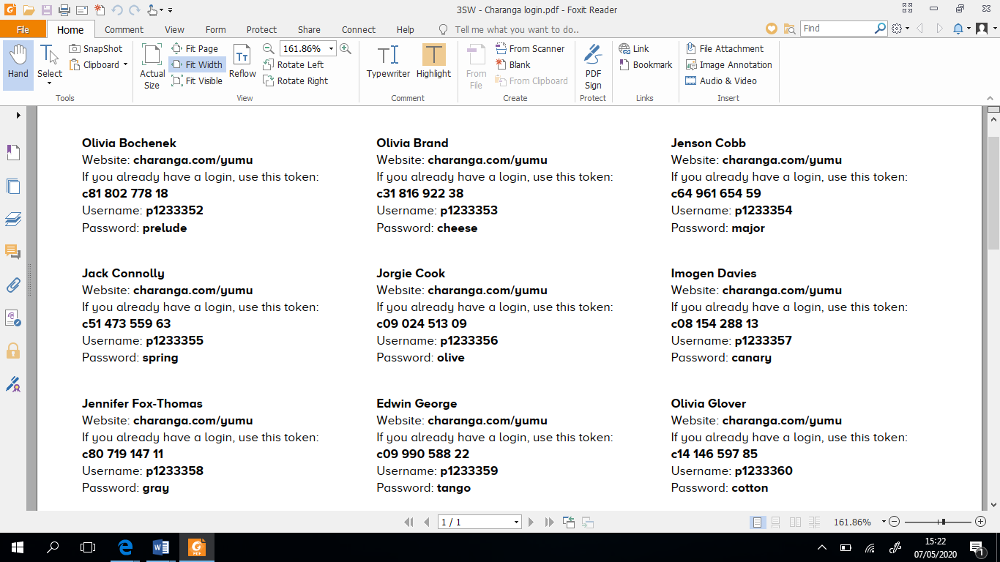 3SW - Charanga login.pdf - Foxit Reader
File Home Comment View Form Protect Share Connect Help Tell me what you want to do.. Find
Hand
Select
SnapShot
Clipboard
Actual Size
Fit Page
Fit Width
Fit Visible
Reflow
161.86%
Rotate Left
Rotate Right
Typewriter
Highlight
From File
From Scanner
Blank
From Clipboard
PDF Sign
Link
Bookmark
File Attachment
Image Annotation
Audio & Video
Tools View Comment Create Protect Links Insert
Olivia Bochenek
Website: charanga.com/yumu
If you already have a login, use this token:
c81 802 778 18
Username: p1233352
Password: prelude
Olivia Brand
Website: charanga.com/yumu
If you already have a login, use this token:
c31 816 922 38
Username: p1233353
Password: cheese
Jenson Cobb
Website: charanga.com/yumu
If you already have a login, use this token:
c64 961 654 59
Username: p1233354
Password: major
Jack Connolly
Website: charanga.com/yumu
If you already have a login, use this token:
c51 473 559 63
Username: p1233355
Password: spring
Jorgie Cook
Website: charanga.com/yumu
If you already have a login, use this token:
c09 024 513 09
Username: p1233356
Password: olive
Imogen Davies
Website: charanga.com/yumu
If you already have a login, use this token:
c08 154 288 13
Username: p1233357
Password: canary
Jennifer Fox-Thomas
Website: charanga.com/yumu
If you already have a login, use this token:
c80 719 147 11
Username: p1233358
Password: gray
Edwin George
Website: charanga.com/yumu
If you already have a login, use this token:
c09 990 588 22
Username: p1233359
Password: tango
Olivia Glover
Website: charanga.com/yumu
If you already have a login, use this token:
c14 146 597 85
Username: p1233360
Password: cotton
1 / 1
161.86%
15:22
07/05/2020
1